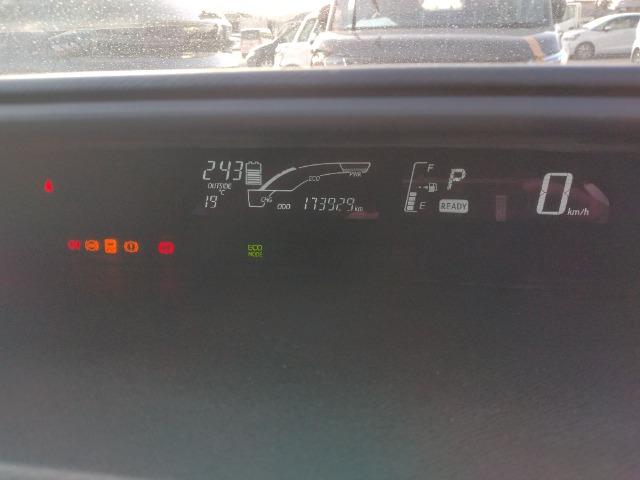 243
OUTSIDE
°C
19
ECO
PWR
CHG
ODO 173929 KM
F
E
P
READY
0 km/h
ECO
MODE